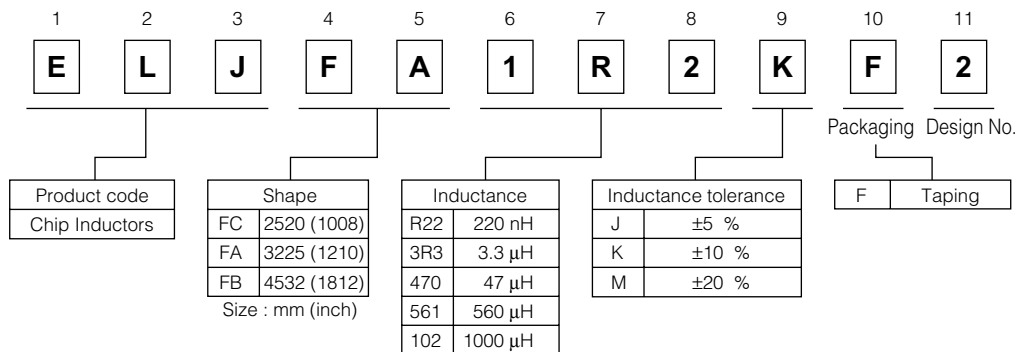 1 2 3 4 5 6 7 8 9 10 11
E L J F A 1 R 2 K F 2
Packaging Design No.
Product code
Chip Inductors
Shape
FC 2520 (1008)
FA 3225 (1210)
FB 4532 (1812)
Size : mm (inch)
Inductance
R22 220 nH
3R3 3.3 μH
470 47 μH
561 560 μH
102 1000 μH
Inductance tolerance
J ±5 %
K ±10 %
M ±20 %
F Taping